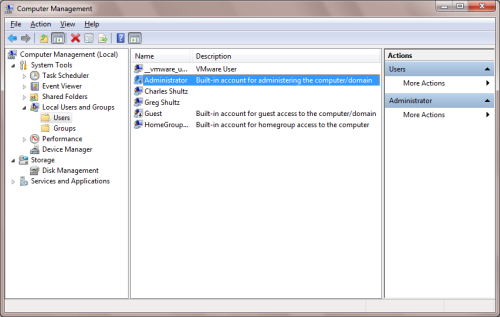 Computer Management
File Action View Help
Computer Management (Local)
System Tools
Task Scheduler
Event Viewer
Shared Folders
Local Users and Groups
Users
Groups
Performance
Device Manager
Storage
Disk Management
Services and Applications
Name Description
__vmware_u... VMware User
Administrator Built-in account for administering the computer/domain
Charles Shultz
Greg Shultz
Guest Built-in account for guest access to the computer/domain
HomeGroup... Built-in account for homegroup access to the computer
Actions
Users
More Actions
Administrator
More Actions